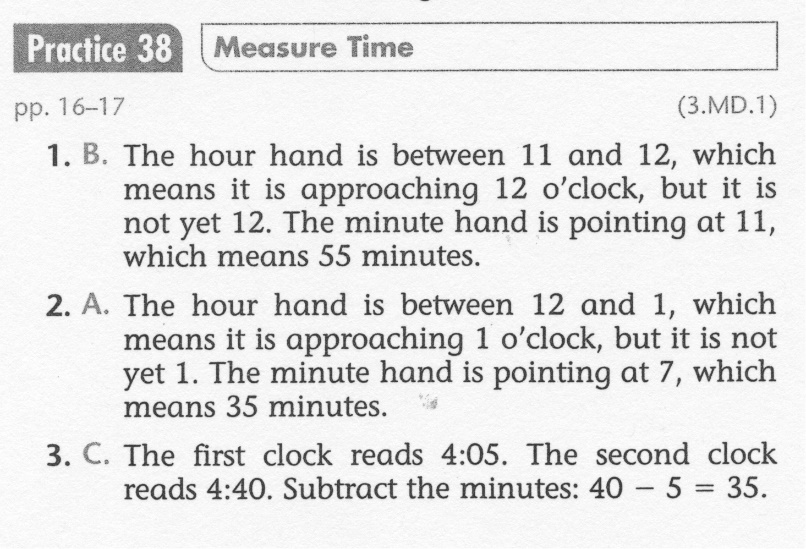 Practice 38 Measure Time
pp. 16–17 (3.MD.1)
1. B. The hour hand is between 11 and 12, which
means it is approaching 12 o’clock, but it is
not yet 12. The minute hand is pointing at 11,
which means 55 minutes.
2. A. The hour hand is between 12 and 1, which
means it is approaching 1 o’clock, but it is not
yet 1. The minute hand is pointing at 7, which
means 35 minutes.
3. C. The first clock reads 4:05. The second clock
reads 4:40. Subtract the minutes: 40 − 5 = 35.